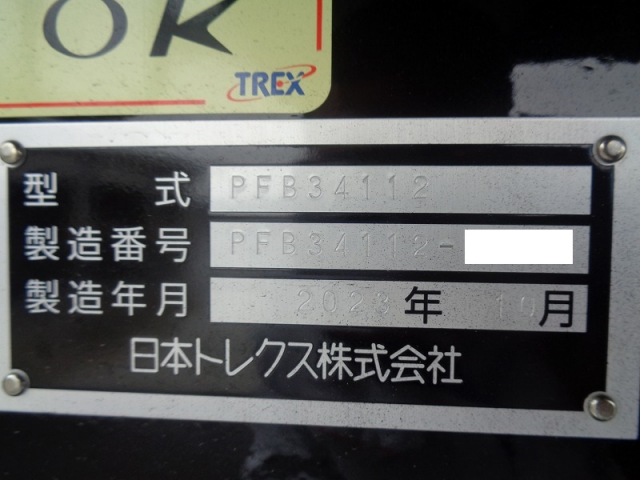 OK
TREX
型式 PFB34112
製造番号 PFB34112-
製造年月 2023年 10月
日本トレクス株式会社